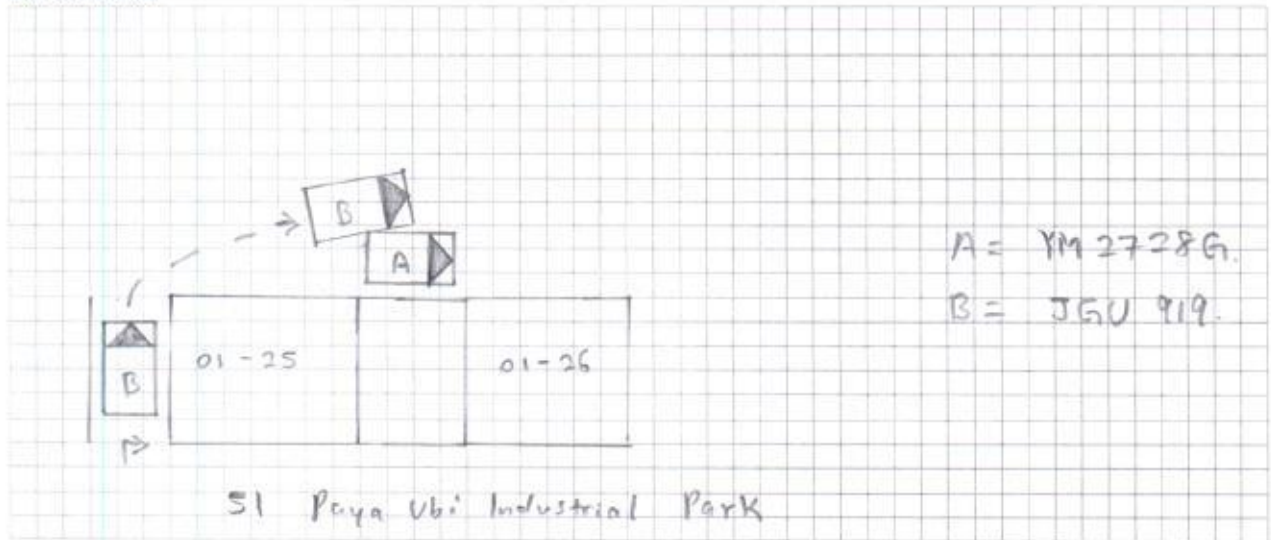 B
A
A = YM 2728G.
B = JGU 919.
01-25
01-26
B
51 Paya Ubi Industrial Park